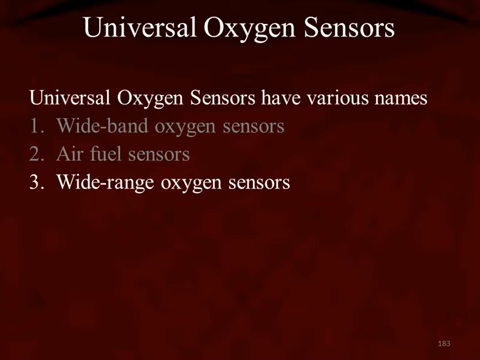 Universal Oxygen Sensors
Universal Oxygen Sensors have various names
1. Wide-band oxygen sensors
2. Air fuel sensors
3. Wide-range oxygen sensors
183